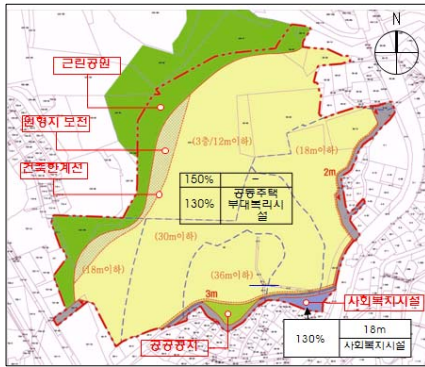 N
근린공원
원형지 보전
건축한계선
(3층/12m이하)
(18m이하)
2m
150%
-
130%
공동주택
부대복리시
설
(30m이하)
(36m이하)
(18m이하)
3m
사회복지시설
공공공지
130%
18m
사회복지시설